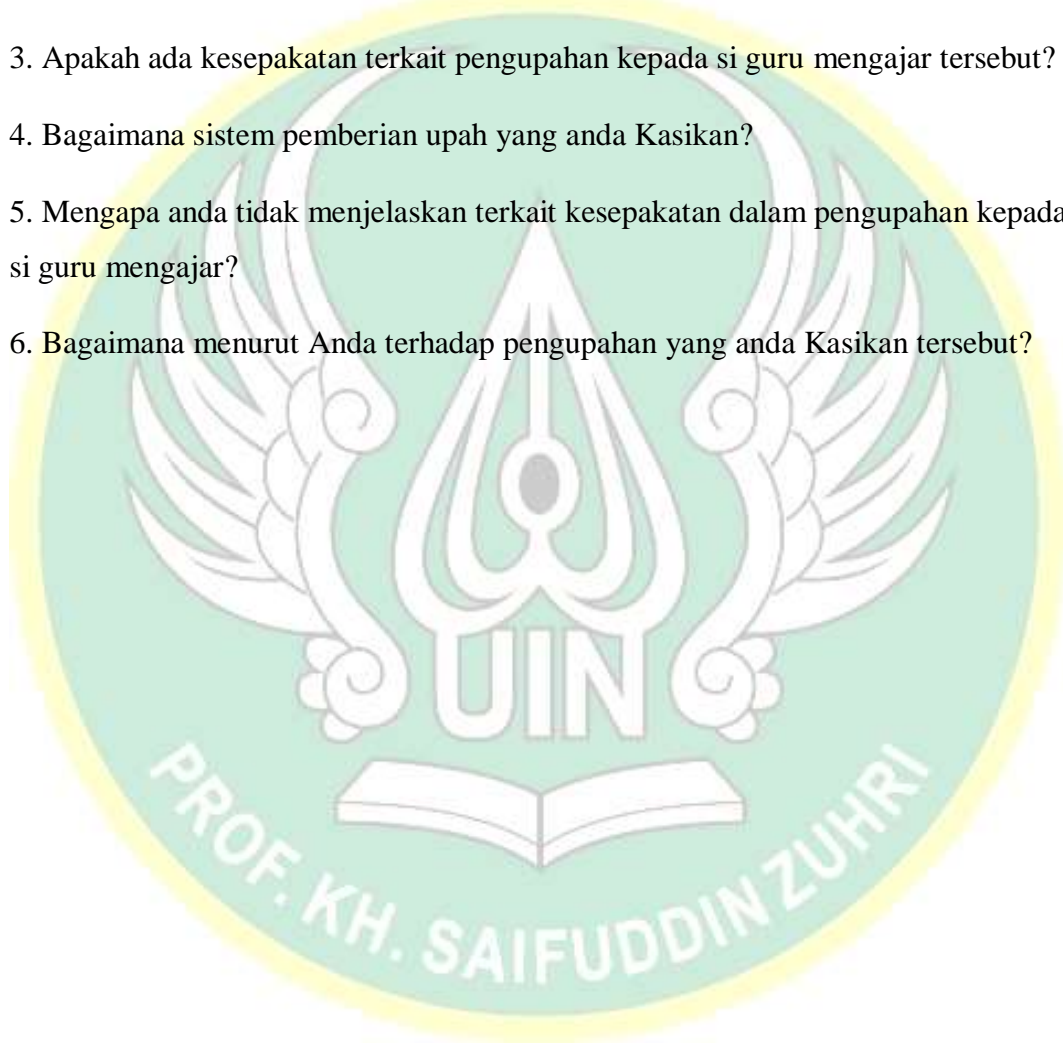 3. Apakah ada kesepakatan terkait pengupahan kepada si guru mengajar tersebut?
4. Bagaimana sistem pemberian upah yang anda Kasikan?
5. Mengapa anda tidak menjelaskan terkait kesepakatan dalam pengupahan kepada
si guru mengajar?
6. Bagaimana menurut Anda terhadap pengupahan yang anda Kasikan tersebut?
UIN
PROF. KH. SAIFUDDIN ZUHRI